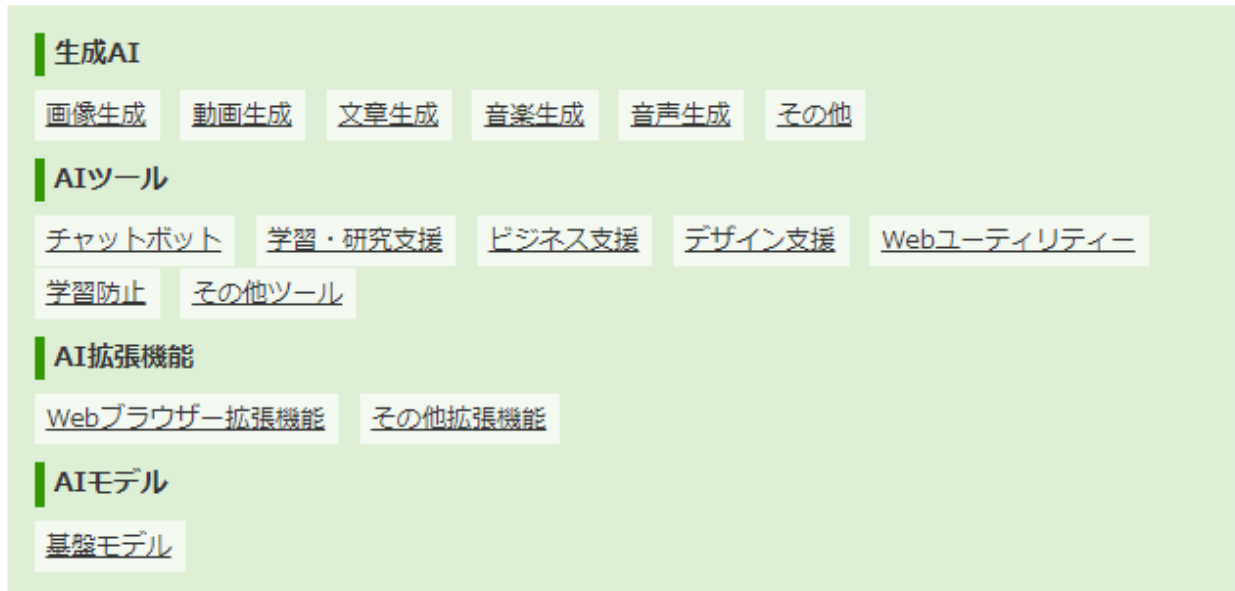 生成AI
画像生成 動画生成 文章生成 音楽生成 音声生成 その他
AIツール
チャットボット 学習・研究支援 ビジネス支援 デザイン支援 Webユーティリティー
学習防止 その他ツール
AI拡張機能
Webブラウザー拡張機能 その他拡張機能
AIモデル
基盤モデル